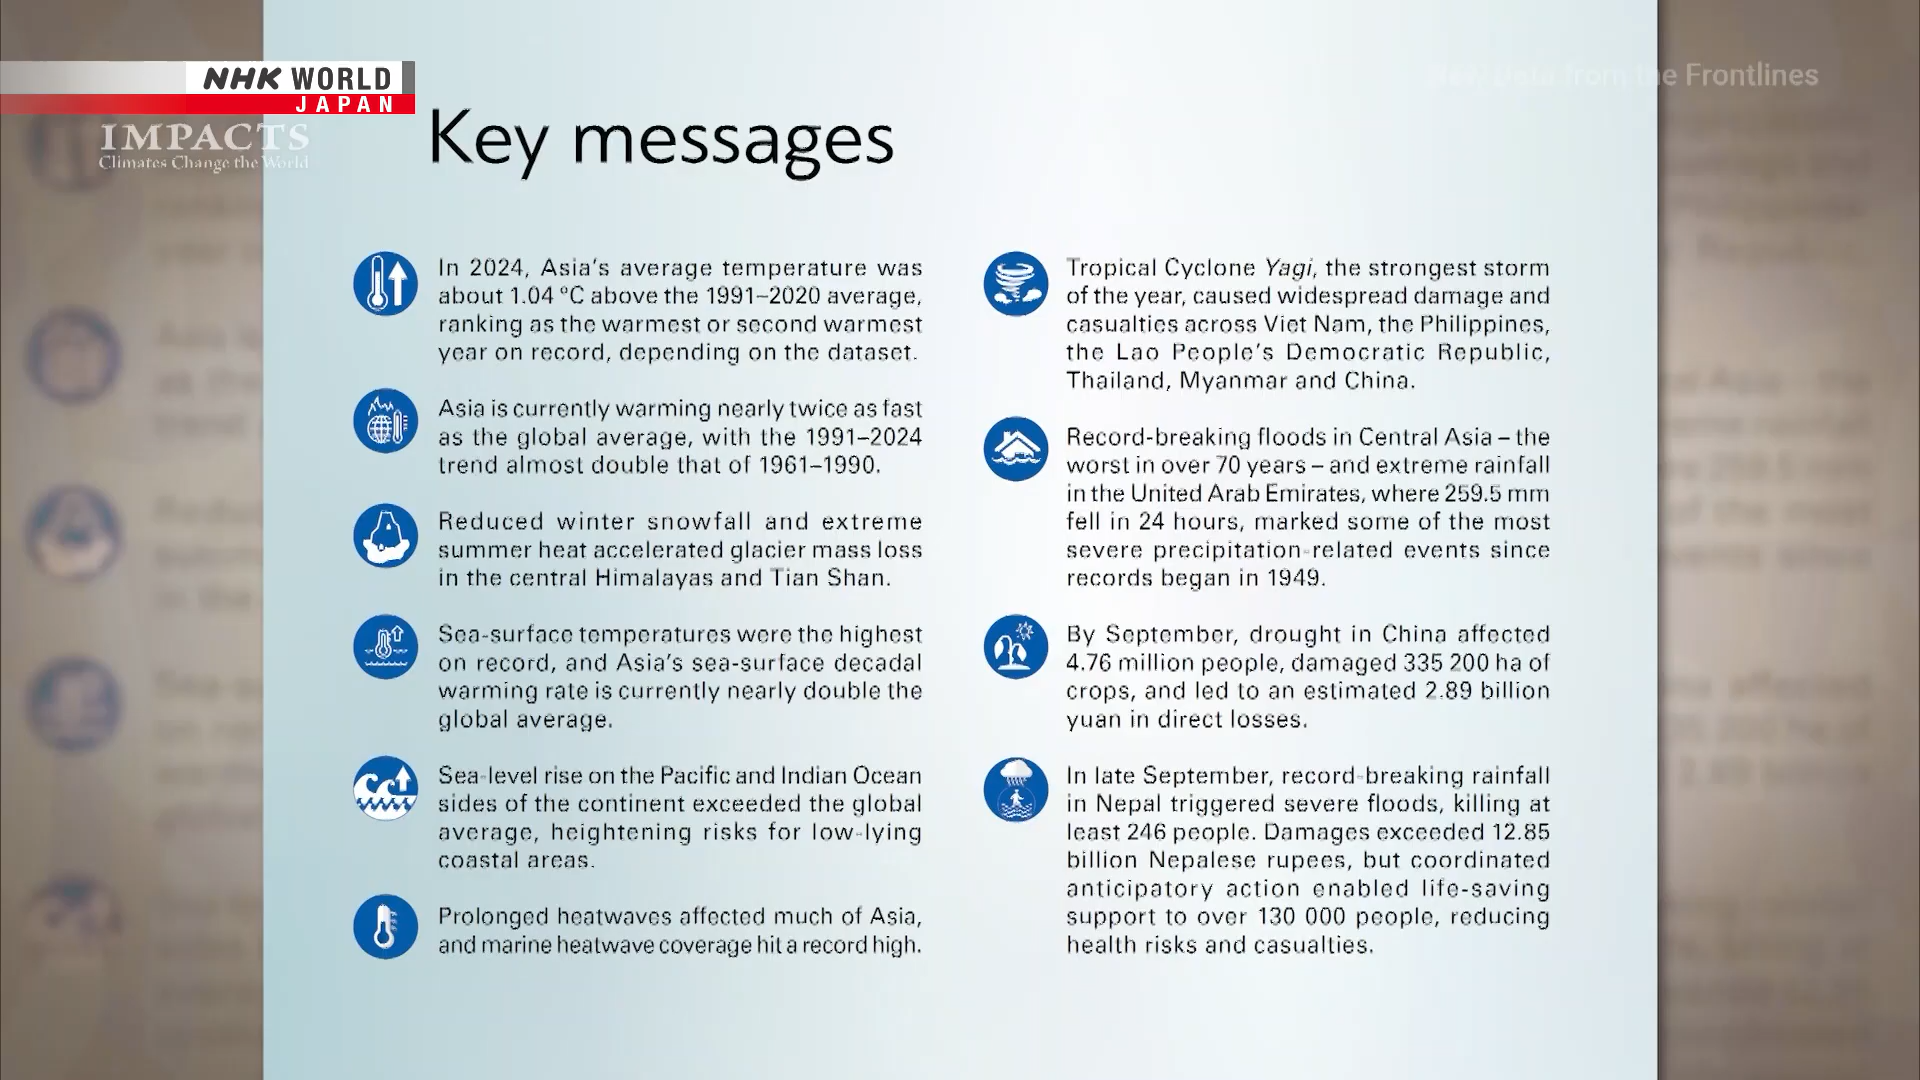 NHK WORLD
JAPAN
IMPACTS
Climates Change the World
Data from the Frontlines
Key messages
In 2024, Asia's average temperature was
about 1.04 °C above the 1991–2020 average,
ranking as the warmest or second warmest
year on record, depending on the dataset.
Asia is currently warming nearly twice as fast
as the global average, with the 1991–2024
trend almost double that of 1961–1990.
Reduced winter snowfall and extreme
summer heat accelerated glacier mass loss
in the central Himalayas and Tian Shan.
Sea-surface temperatures were the highest
on record, and Asia's sea-surface decadal
warming rate is currently nearly double the
global average.
Sea-level rise on the Pacific and Indian Ocean
sides of the continent exceeded the global
average, heightening risks for low-lying
coastal areas.
Prolonged heatwaves affected much of Asia,
and marine heatwave coverage hit a record high.
Tropical Cyclone Yagi, the strongest storm
of the year, caused widespread damage and
casualties across Viet Nam, the Philippines,
the Lao People's Democratic Republic,
Thailand, Myanmar and China.
Record-breaking floods in Central Asia – the
worst in over 70 years – and extreme rainfall
in the United Arab Emirates, where 259.5 mm
fell in 24 hours, marked some of the most
severe precipitation-related events since
records began in 1949.
By September, drought in China affected
4.76 million people, damaged 335 200 ha of
crops, and led to an estimated 2.89 billion
yuan in direct losses.
In late September, record-breaking rainfall
in Nepal triggered severe floods, killing at
least 246 people. Damages exceeded 12.85
billion Nepalese rupees, but coordinated
anticipatory action enabled life-saving
support to over 130 000 people, reducing
health risks and casualties.